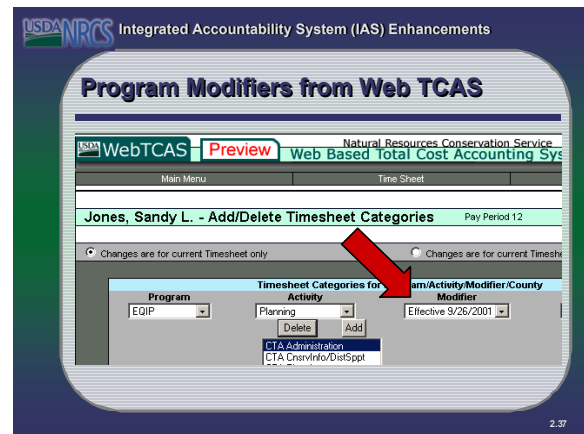 USDA NRCS Integrated Accountability System (IAS) Enhancements
Program Modifiers from Web TCAS
USDA WebTCAS Preview Natural Resources Conservation Service
Web Based Total Cost Accounting Sys
Main Menu Time Sheet
Jones, Sandy L. - Add/Delete Timesheet Categories Pay Period 12
Changes are for current Timesheet only Changes are for current Timeshe
Timesheet Categories for am/Activity/Modifier/County
Program Activity Modifier
EQIP Planning Effective 9/26/2001
Delete Add
CTA Administration
CTA Cnsrvinfo/DistSppt
2.37